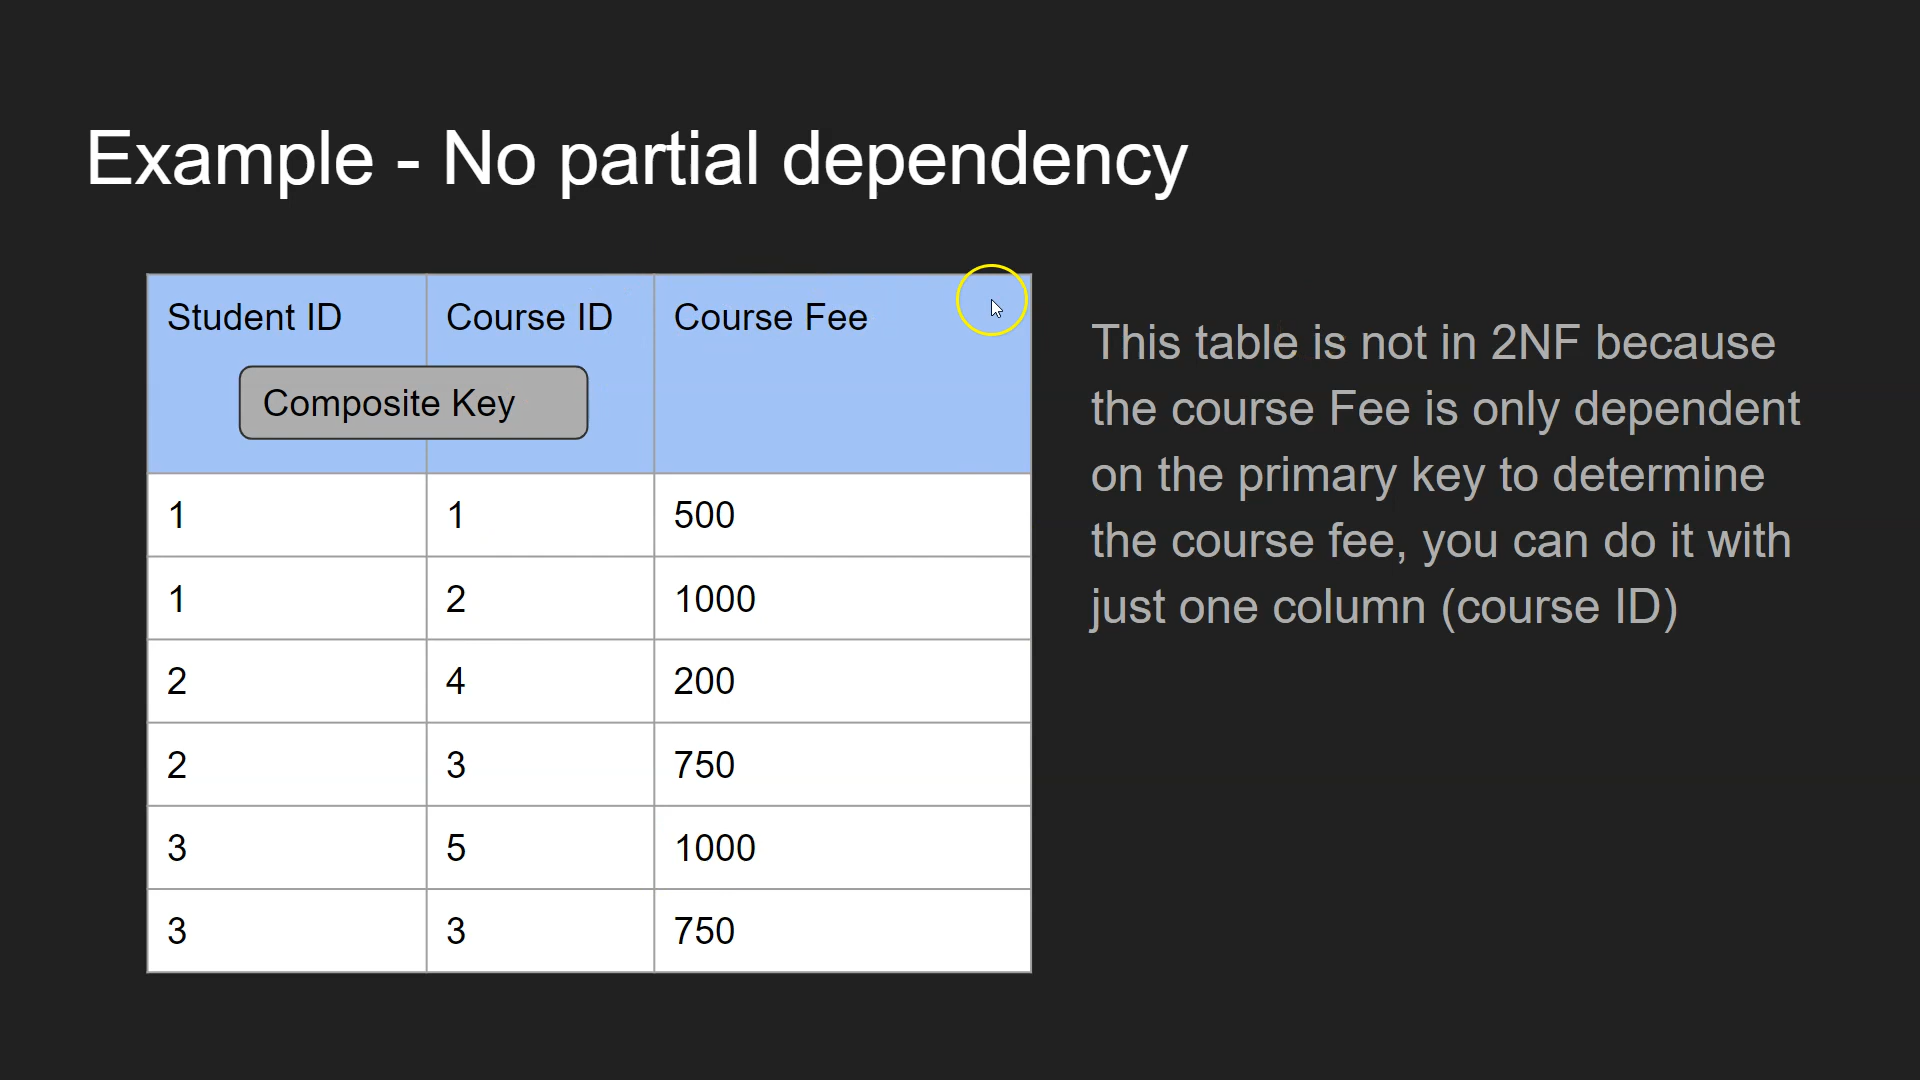 Example - No partial dependency
Student ID Course ID Course Fee
Composite Key
1 1 500
1 2 1000
2 4 200
2 3 750
3 5 1000
3 3 750
This table is not in 2NF because
the course Fee is only dependent
on the primary key to determine
the course fee, you can do it with
just one column (course ID)